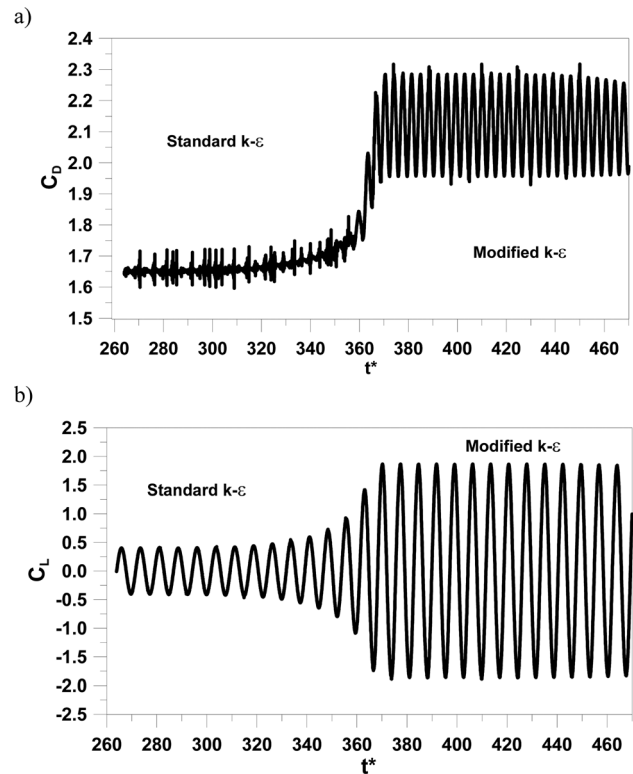 a)
2.4
2.3
2.2
2.1
2.0
1.9
1.8
1.7
1.6
1.5
C_D
Standard k-ε
Modified k-ε
260 280 300 320 340 360 380 400 420 440 460
t*
b)
2.5
2.0
1.5
1.0
0.5
0.0
-0.5
-1.0
-1.5
-2.0
-2.5
C_L
Modified k-ε
Standard k-ε
260 280 300 320 340 360 380 400 420 440 460
t*